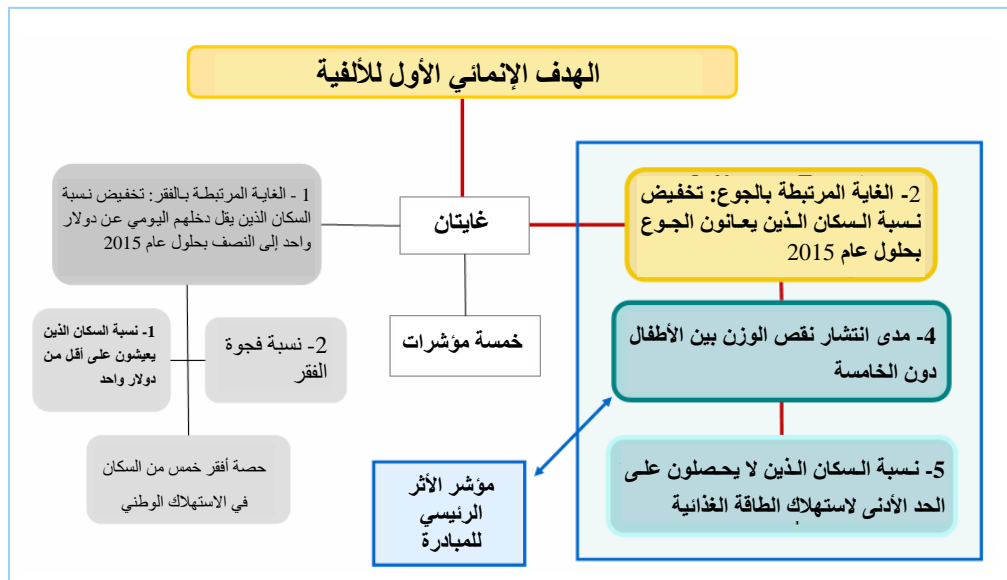 الهدف الإنمائي الأول للألفية
2- الغاية المرتبطة بالجوع: تخفيض
نسبة السكان الذين يعانون الجوع
بحلول عام 2015
غايتان
1 - الغاية المرتبطة بالفقر: تخفيض نسبة
السكان الذين يقل دخلهم اليومي عن دولار
واحد إلى النصف بحلول عام 2015
4- مدى انتشار نقص الوزن بين الأطفال
دون الخامسة
خمسة مؤشرات
2- نسبة فجوة
الفقر
1- نسبة السكان الذين
يعيشون على أقل من
دولار واحد
5- نسبة السكان الذين لا يحصلون على
الحد الأدنى لاستهلاك الطاقة الغذائية
مؤشر الأثر
الرئيسي
للمبادرة
حصة أفقر خمس من السكان
في الاستهلاك الوطني